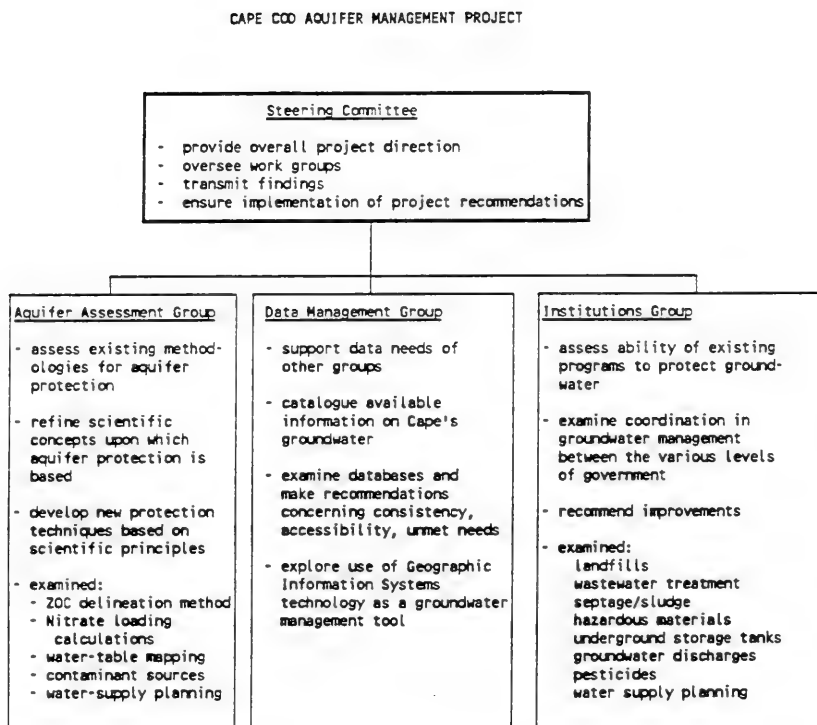 CAPE COD AQUIFER MANAGEMENT PROJECT
Steering Committee
- provide overall project direction
- oversee work groups
- transmit findings
- ensure implementation of project recommendations
Aquifer Assessment Group
- assess existing method-
ologies for aquifer
protection
- refine scientific
concepts upon which
aquifer protection is
based
- develop new protection
techniques based on
scientific principles
- examined:
- ZOC delineation method
- Nitrate loading
calculations
- water-table mapping
- contaminant sources
- water-supply planning
Data Management Group
- support data needs of
other groups
- catalogue available
information on Cape's
groundwater
- examine databases and
make recommendations
concerning consistency,
accessibility, unmet needs
- explore use of Geographic
Information Systems
technology as a groundwater
management tool
Institutions Group
- assess ability of existing
programs to protect ground-
water
- examine coordination in
groundwater management
between the various levels
of government
- recommend improvements
- examined:
landfills
wastewater treatment
septage/sludge
hazardous materials
underground storage tanks
groundwater discharges
pesticides
water supply planning